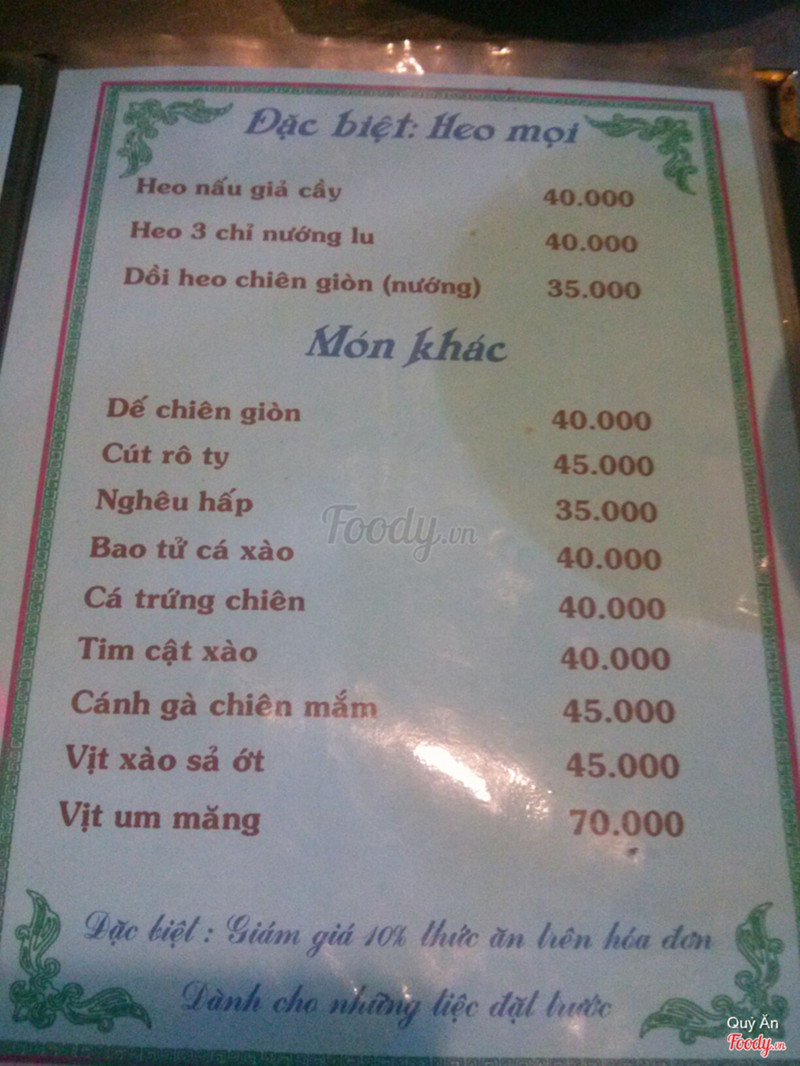 Đặc biệt: Heo mọi
Heo nấu giả cầy 40.000
Heo 3 chỉ nướng lu 40.000
Dồi heo chiên giòn (nướng) 35.000
Món khác
Dế chiên giòn 40.000
Cút rô ty 45.000
Nghêu hấp 35.000
Foody.vn
Bao tử cá xào 40.000
Cá trứng chiên 40.000
Tim cật xào 40.000
Cánh gà chiên mắm 45.000
Vịt xào sả ớt 45.000
Vịt um măng 70.000
Đặc biệt : Giám giá 10% thức ăn trên hóa đơn
Dành cho những tiệc đặt trước
Quỷ Ăn
Foody.vn